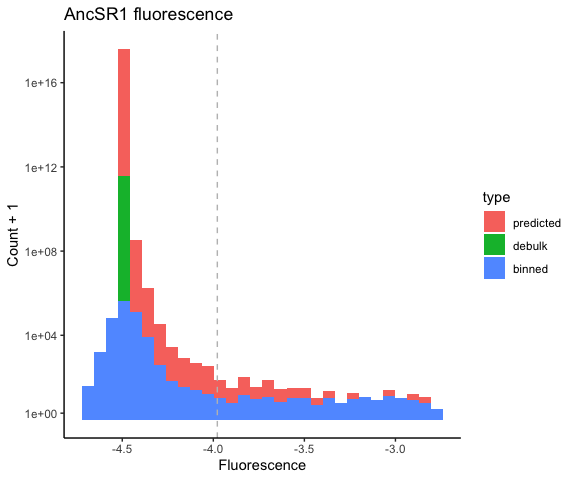 AncSR1 fluorescence
Count + 1
1e+16
1e+12
1e+08
1e+04
1e+00
-4.5
-4.0
-3.5
-3.0
Fluorescence
type
predicted
debulk
binned